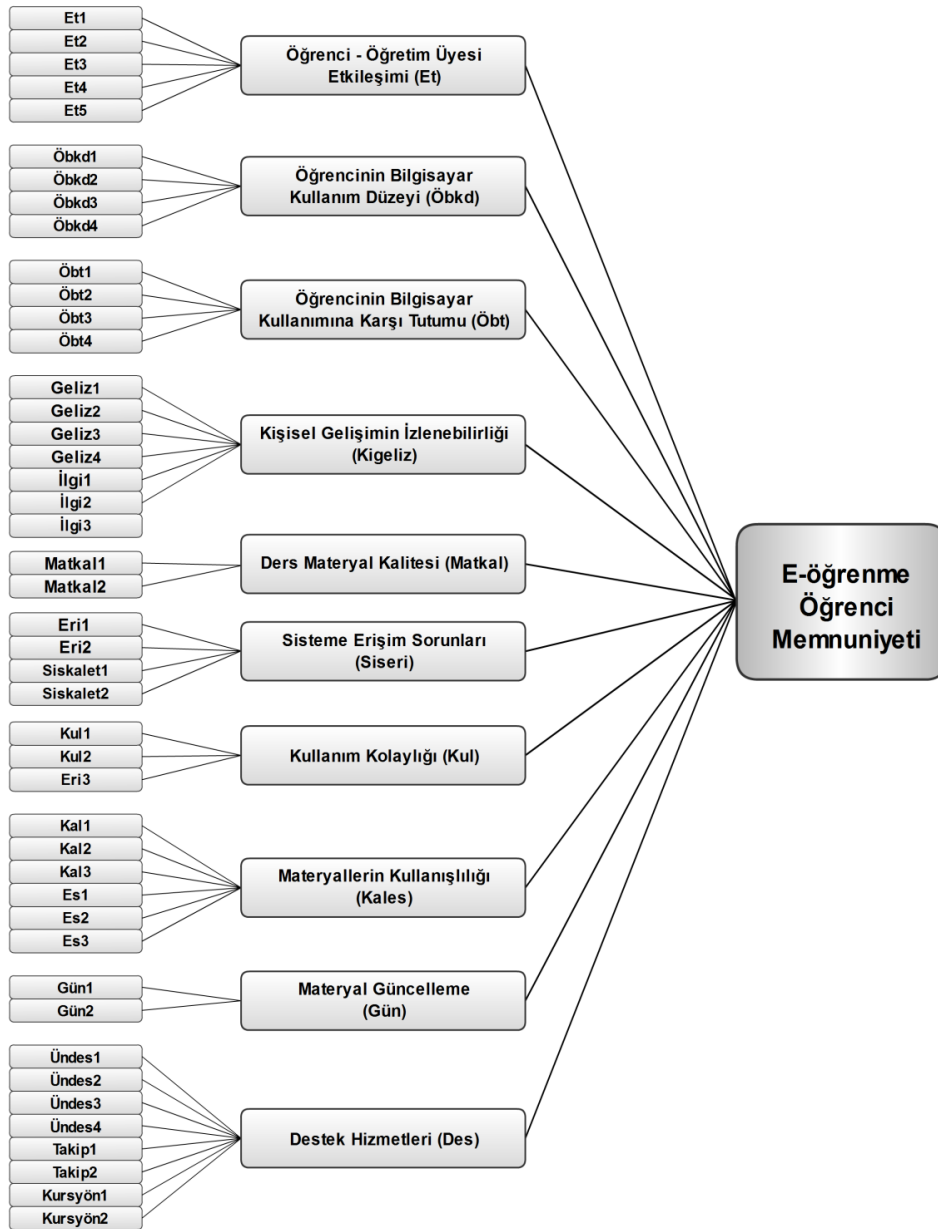 Et1
Et2
Et3
Et4
Et5
Öğrenci - Öğretim Üyesi
Etkileşimi (Et)
Öbkd1
Öbkd2
Öbkd3
Öbkd4
Öğrencinin Bilgisayar
Kullanım Düzeyi (Öbkd)
Öbt1
Öbt2
Öbt3
Öbt4
Öğrencinin Bilgisayar
Kullanımına Karşı Tutumu (Öbt)
Geliz1
Geliz2
Geliz3
Geliz4
İlgi1
İlgi2
İlgi3
Kişisel Gelişimin İzlenebilirliği
(Kigeliz)
Matkal1
Matkal2
Ders Materyal Kalitesi (Matkal)
Eri1
Eri2
Siskalet1
Siskalet2
Sisteme Erişim Sorunları
(Siseri)
Kul1
Kul2
Eri3
Kullanım Kolaylığı (Kul)
Kal1
Kal2
Kal3
Es1
Es2
Es3
Materyallerin Kullanışlılığı
(Kales)
Gün1
Gün2
Materyal Güncelleme
(Gün)
Ündes1
Ündes2
Ündes3
Ündes4
Takip1
Takip2
Kursyön1
Kursyön2
Destek Hizmetleri (Des)
E-öğrenme
Öğrenci
Memnuniyeti